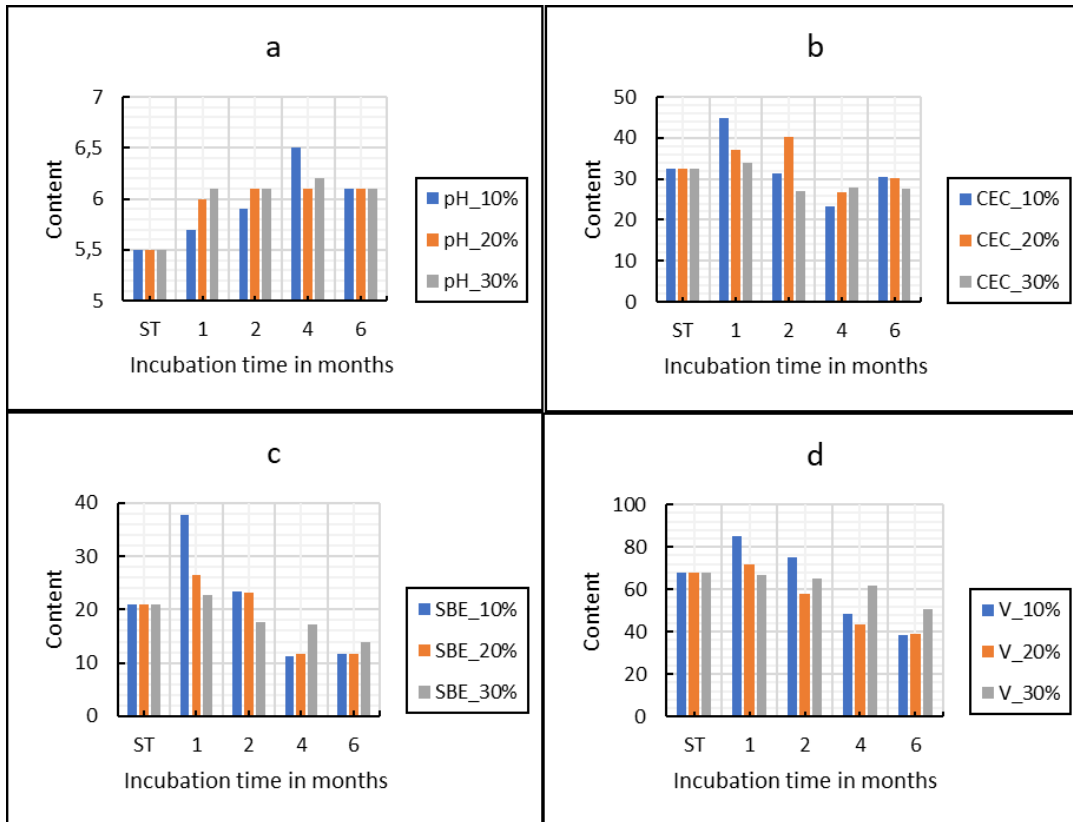 a
7
6,5
6
5,5
5
Content
ST 1 2 4 6
Incubation time in months
pH_10%
pH_20%
pH_30%
b
50
40
30
20
10
0
Content
ST 1 2 4 6
Incubation time in months
CEC_10%
CEC_20%
CEC_30%
c
40
30
20
10
0
Content
ST 1 2 4 6
Incubation time in months
SBE_10%
SBE_20%
SBE_30%
d
100
80
60
40
20
0
Content
ST 1 2 4 6
Incubation time in months
V_10%
V_20%
V_30%